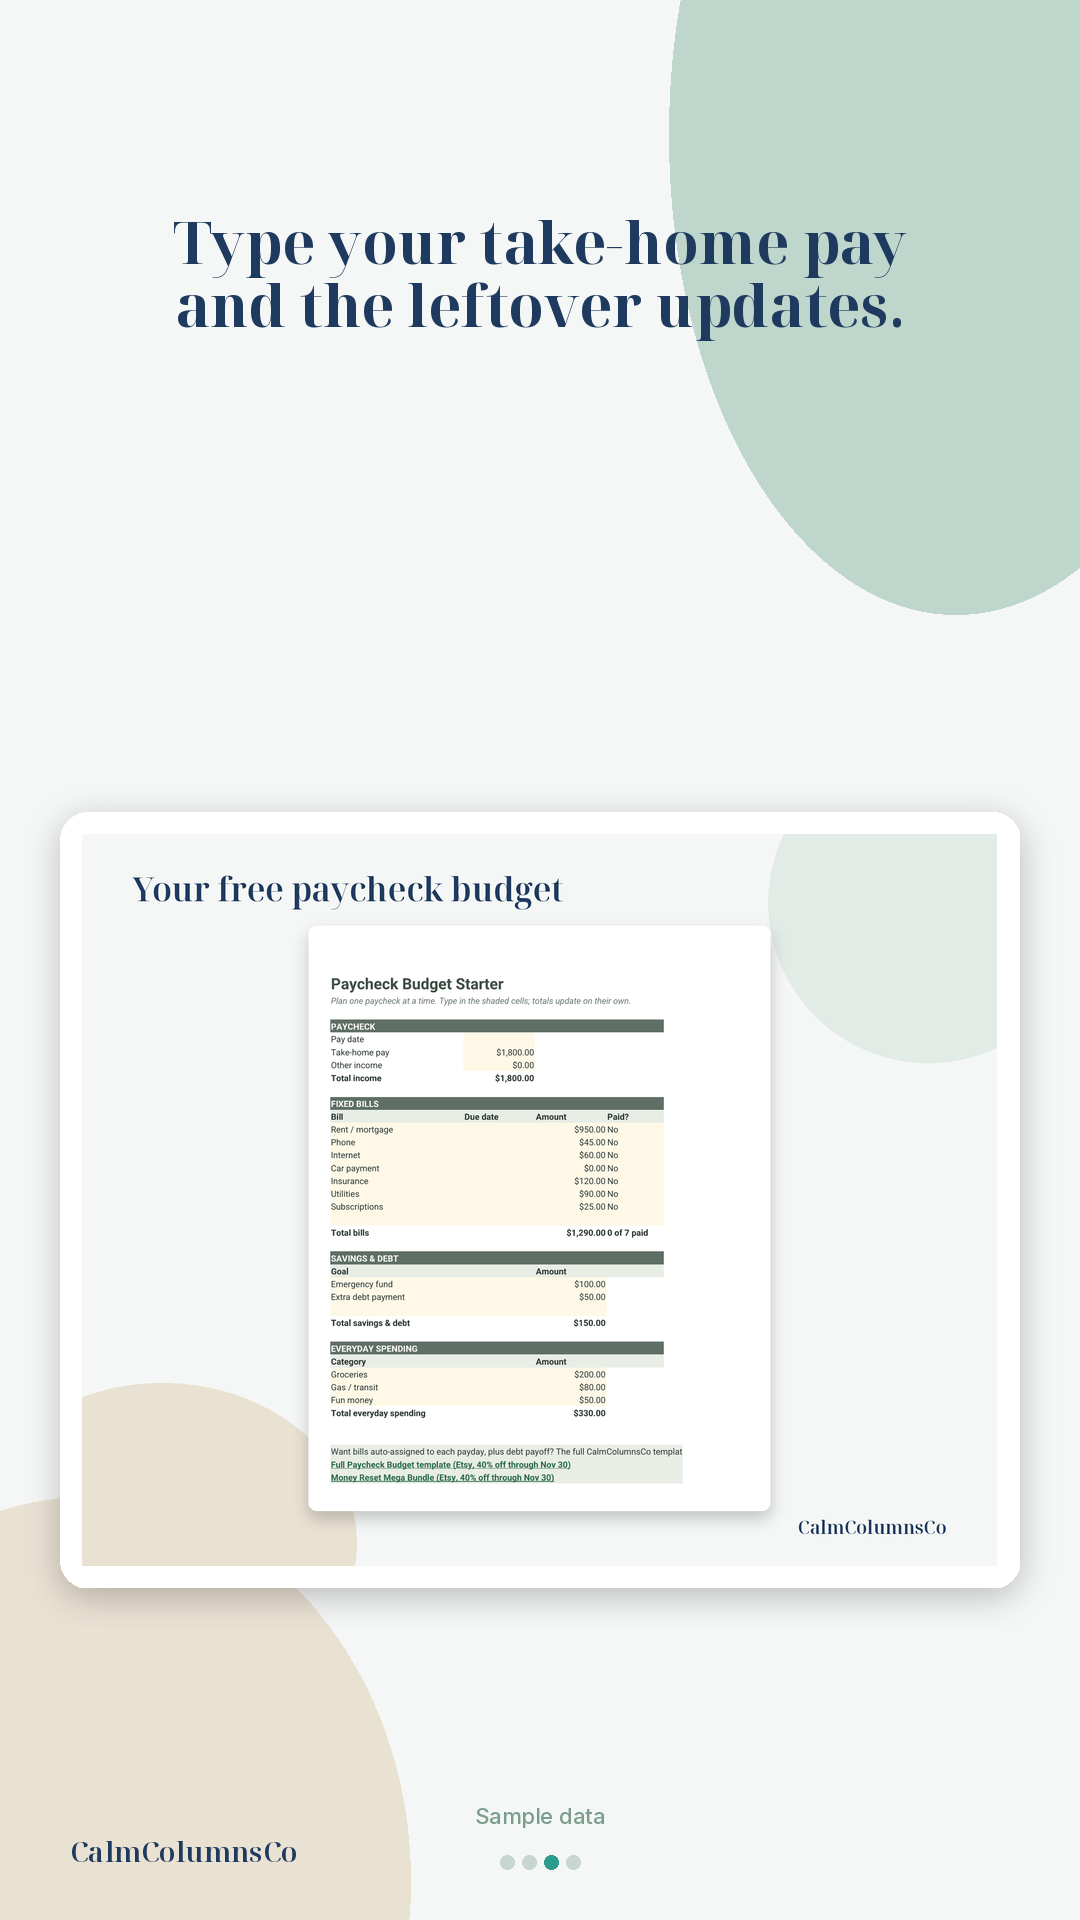 Type your take-home pay
and the leftover updates.
Your free paycheck budget
Paycheck Budget Starter
Plan one paycheck at a time. Type in the shaded cells; totals update on their own.
PAYCHECK
Pay date
Take-home pay $1,800.00
Other income $0.00
Total income $1,800.00
FIXED BILLS
Bill Due date Amount Paid?
Rent / mortgage $950.00 No
Phone $45.00 No
Internet $60.00 No
Car payment $0.00 No
Insurance $120.00 No
Utilities $90.00 No
Subscriptions $25.00 No
Total bills $1,290.00 0 of 7 paid
SAVINGS & DEBT
Goal Amount
Emergency fund $100.00
Extra debt payment $50.00
Total savings & debt $150.00
EVERYDAY SPENDING
Category Amount
Groceries $200.00
Gas / transit $80.00
Fun money $50.00
Total everyday spending $330.00
Want bills auto-assigned to each payday, plus debt payoff? The full CalmColumnsCo templat
Full Paycheck Budget template (Etsy, 40% off through Nov 30)
Money Reset Mega Bundle (Etsy, 40% off through Nov 30)
CalmColumnsCo
Sample data
CalmColumnsCo